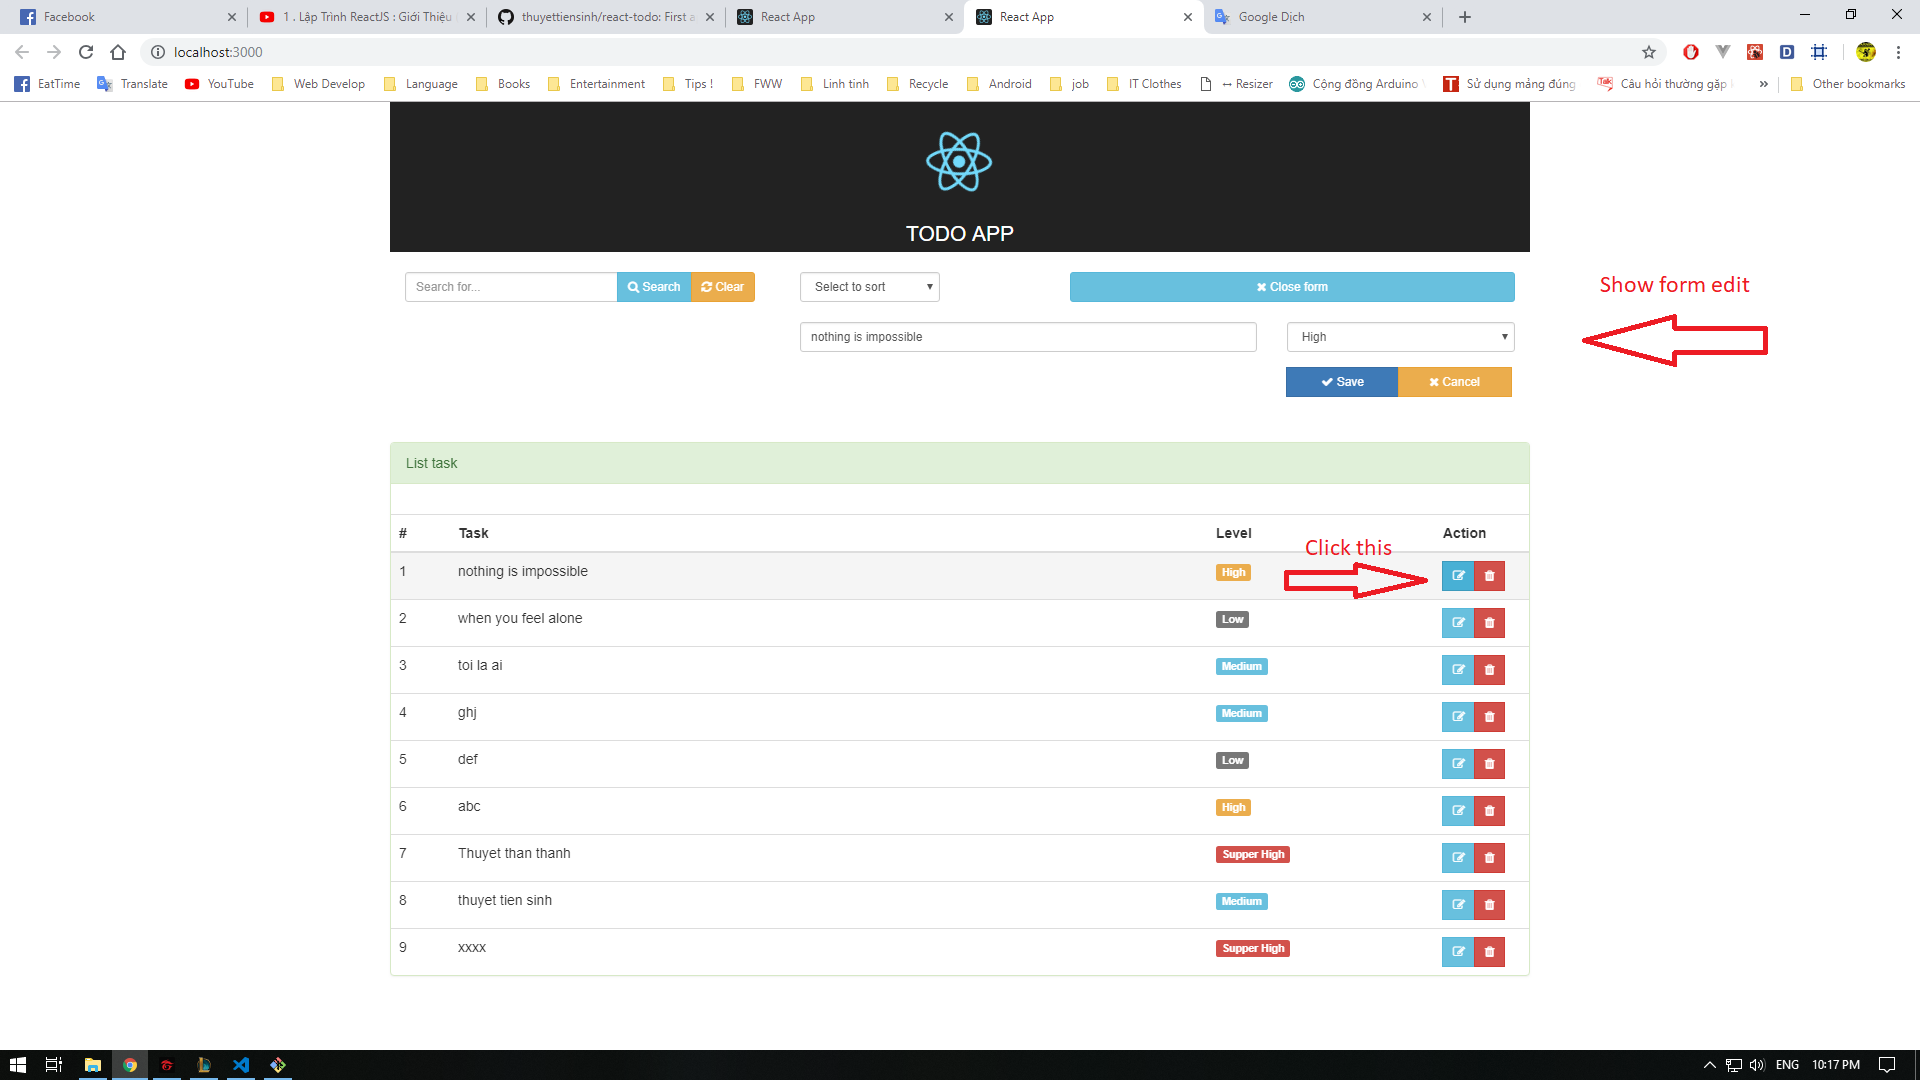 Facebook
1 . Lập Trình ReactJS : Giới Thiệu
thuyettiensinh/react-todo: First a
React App
React App
Google Dịch
localhost:3000
EatTime
Translate
YouTube
Web Develop
Language
Books
Entertainment
Tips !
FWW
Linh tinh
Recycle
Android
job
IT Clothes
↔ Resizer
Cộng đồng Arduino
Sử dụng mảng đúng
Câu hỏi thường gặp
»
Other bookmarks
TODO APP
Search for...
Search
Clear
Select to sort
Close form
Show form edit
nothing is impossible
High
Save
Cancel
List task
# Task Level Action
Click this
1 nothing is impossible High
2 when you feel alone Low
3 toi la ai Medium
4 ghj Medium
5 def Low
6 abc High
7 Thuyet than thanh Supper High
8 thuyet tien sinh Medium
9 xxxx Supper High
ENG
10:17 PM